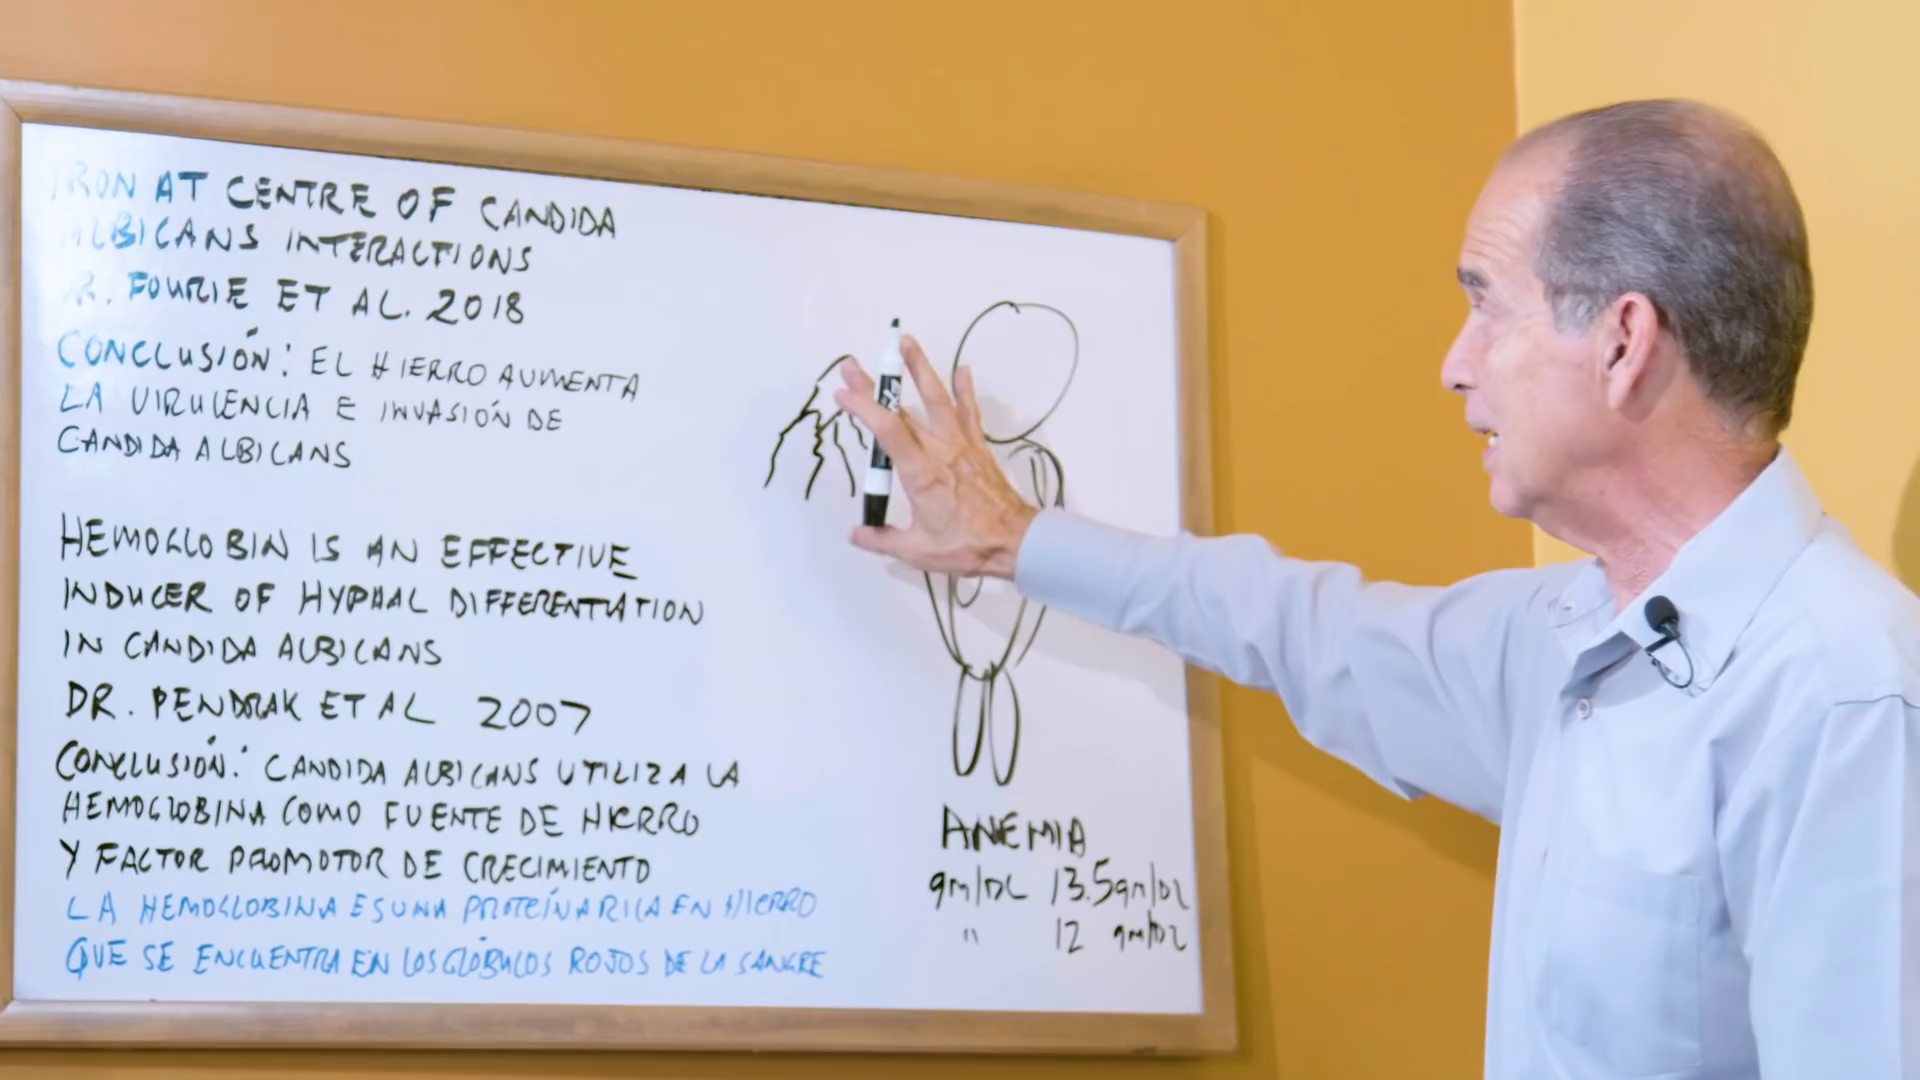 IRON AT CENTRE OF CANDIDA
ALBICANS INTERACTIONS
R. FOURIE ET AL. 2018
CONCLUSIÓN: EL HIERRO AUMENTA
LA VIRULENCIA E INVASIÓN DE
CANDIDA ALBICANS
HEMOGLOBIN IS AN EFFECTIVE
INDUCER OF HYPHAL DIFFERENTIATION
IN CANDIDA ALBICANS
DR. PENDRAK ET AL 2007
CONCLUSIÓN: CANDIDA ALBICANS UTILIZA LA
HEMOGLOBINA COMO FUENTE DE HIERRO
Y FACTOR PROMOTOR DE CRECIMIENTO
LA HEMOGLOBINA ES UNA PROTEÍNA RICA EN HIERRO
QUE SE ENCUENTRA EN LOS GLÓBULOS ROJOS DE LA SANGRE
ANEMIA
gm/DL 13.5 gm/DL
" 12 gm/DL